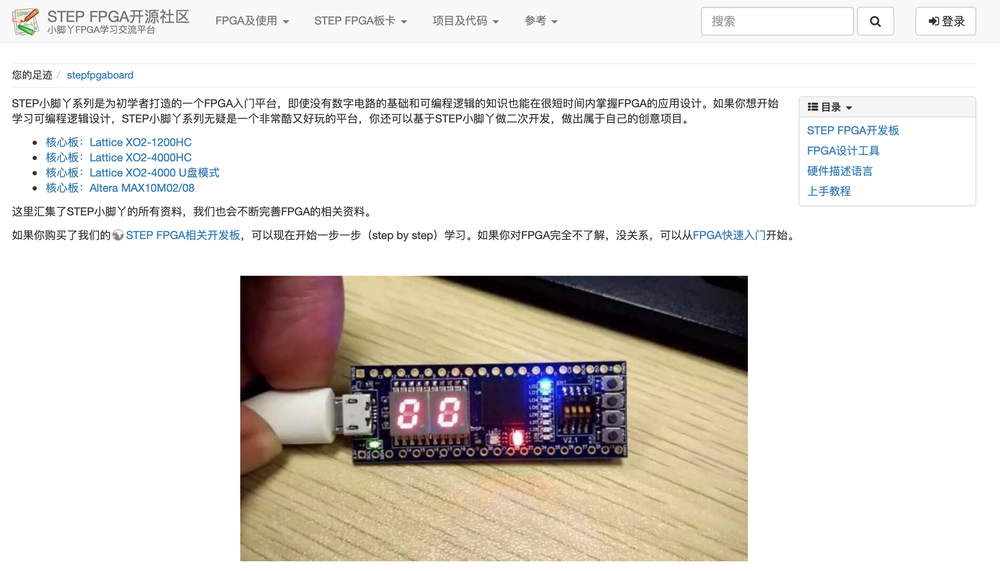 STEP FPGA开源社区
小脚丫FPGA学习交流平台
FPGA及使用
STEP FPGA板卡
项目及代码
参考
搜索
登录
您的足迹 / stepfpgaboard
目录
STEP FPGA开发板
FPGA设计工具
硬件描述语言
上手教程
STEP小脚丫系列是为初学者打造的一个FPGA入门平台，即使没有数字电路的基础和可编程逻辑的知识也能在很短时间内掌握FPGA的应用设计。如果你想开始
学习可编程逻辑设计，STEP小脚丫系列无疑是一个非常酷又好玩的平台，你还可以基于STEP小脚丫做二次开发，做出属于自己的创意项目。
核心板：Lattice XO2-1200HC
核心板：Lattice XO2-4000HC
核心板：Lattice XO2-4000 U盘模式
核心板：Altera MAX10M02/08
这里汇集了STEP小脚丫的所有资料，我们也会不断完善FPGA的相关资料。
如果你购买了我们的STEP FPGA相关开发板，可以现在开始一步一步（step by step）学习。如果你对FPGA完全不了解，没关系，可以从FPGA快速入门开始。
00
V2.1